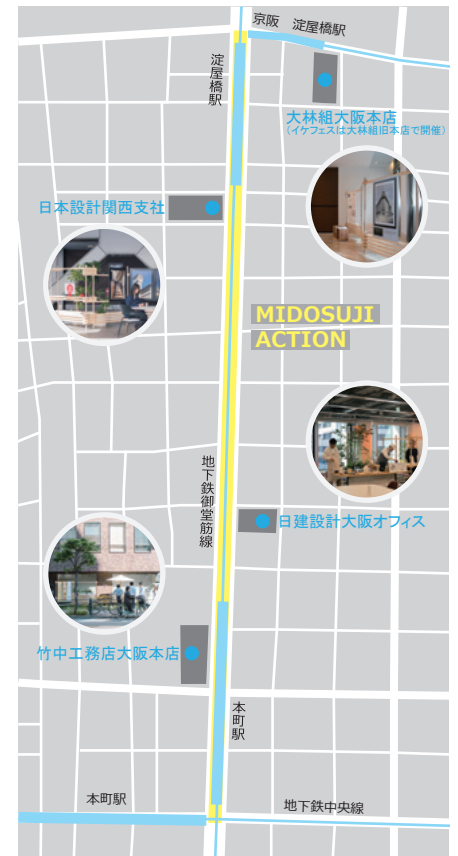 京阪 淀屋橋駅
淀屋橋駅
大林組大阪本店
(イケフェスは大林組旧本店で開催)
日本設計関西支社
MIDOSUJI
ACTION
地下鉄御堂筋線
日建設計大阪オフィス
竹中工務店大阪本店
本町駅
本町駅
地下鉄中央線